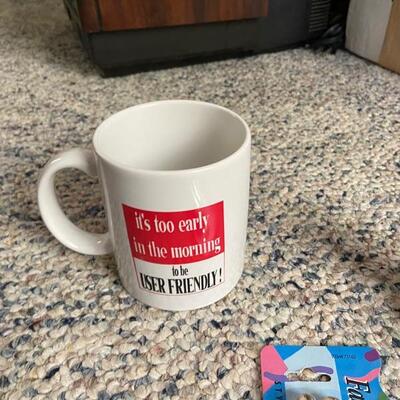 it's too early
in the morning
to be
USER FRIENDLY!